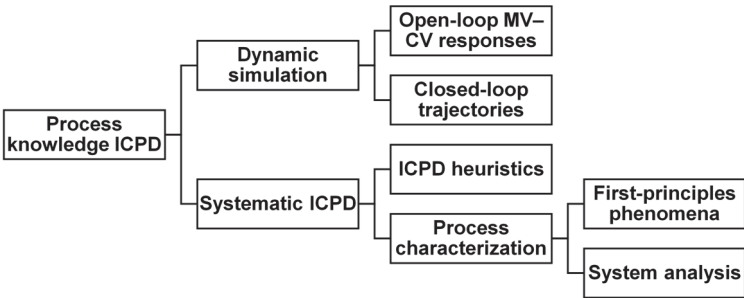 Process
knowledge ICPD
Dynamic
simulation
Open-loop MV–
CV responses
Closed-loop
trajectories
Systematic ICPD
ICPD heuristics
Process
characterization
First-principles
phenomena
System analysis